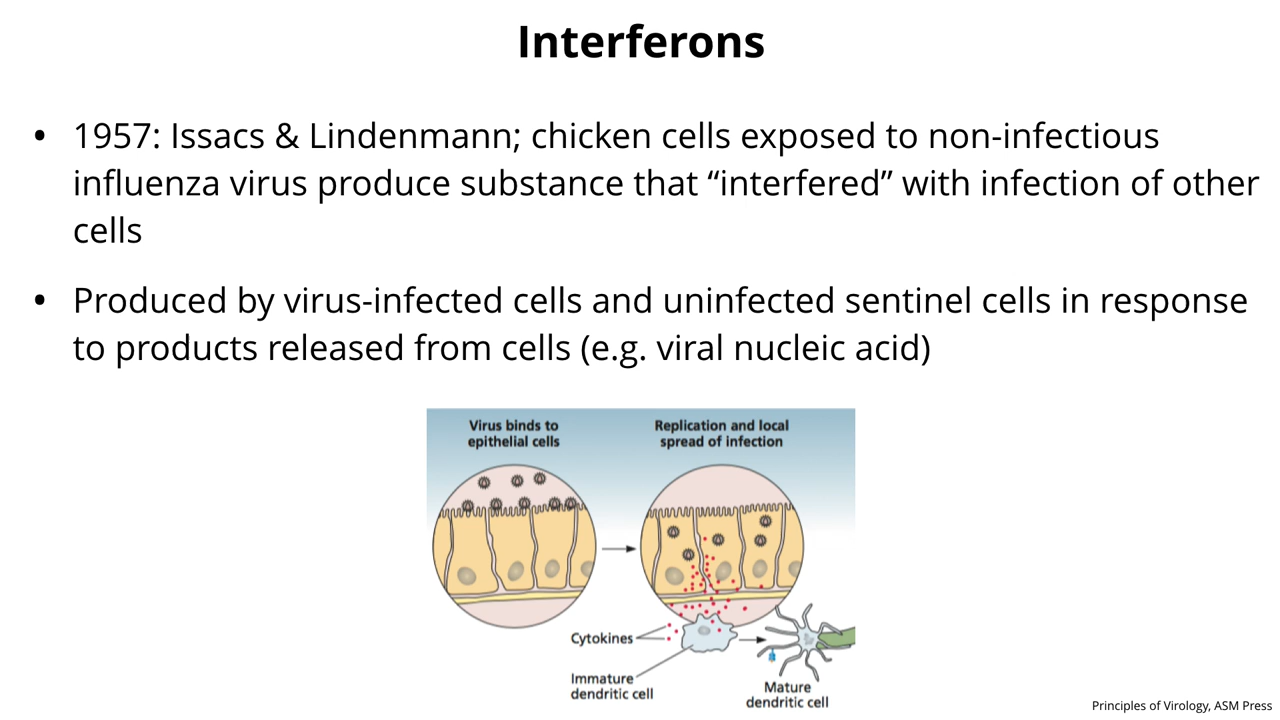 Interferons
• 1957: Issacs & Lindenmann; chicken cells exposed to non-infectious
influenza virus produce substance that “interfered” with infection of other
cells
• Produced by virus-infected cells and uninfected sentinel cells in response
to products released from cells (e.g. viral nucleic acid)
Virus binds to
epithelial cells
Replication and local
spread of infection
Cytokines
Immature
dendritic cell
Mature
dendritic cell
Principles of Virology, ASM Press